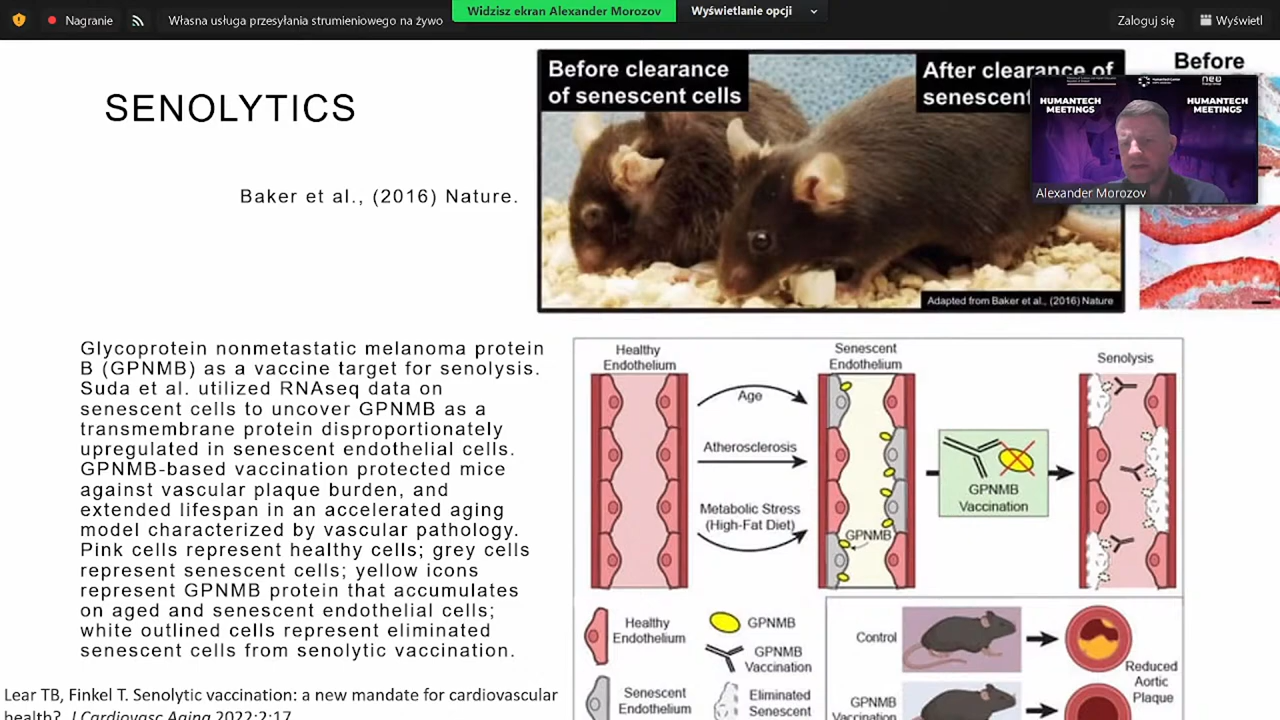 Nagranie
Własna usługa przesyłania strumieniowego na żywo
Widzisz ekran Alexander Morozov
Wyświetlanie opcji
Zaloguj się
Wyświetl
SENOLYTICS
Baker et al., (2016) Nature.
Before clearance
of senescent cells
After clearance of
senescent
Adapted from Baker et al., (2016) Nature
Before
HUMANTECH
MEETINGS
HUMANTECH
MEETINGS
Alexander Morozov
Glycoprotein nonmetastatic melanoma protein
B (GPNMB) as a vaccine target for senolysis.
Suda et al. utilized RNAseq data on
senescent cells to uncover GPNMB as a
transmembrane protein disproportionately
upregulated in senescent endothelial cells.
GPNMB-based vaccination protected mice
against vascular plaque burden, and
extended lifespan in an accelerated aging
model characterized by vascular pathology.
Pink cells represent healthy cells; grey cells
represent senescent cells; yellow icons
represent GPNMB protein that accumulates
on aged and senescent endothelial cells;
white outlined cells represent eliminated
senescent cells from senolytic vaccination.
Lear TB, Finkel T. Senolytic vaccination: a new mandate for cardiovascular
health? J Cardiovasc Aging 2022;2:17
Healthy
Endothelium
Senescent
Endothelium
Senolysis
Age
Atherosclerosis
Metabolic Stress
(High-Fat Diet)
GPNMB
GPNMB
Vaccination
Healthy
Endothelium
GPNMB
GPNMB
Vaccination
Senescent
Endothelium
Eliminated
Senescent
Control
GPNMB
Vaccination
Reduced
Aortic
Plaque